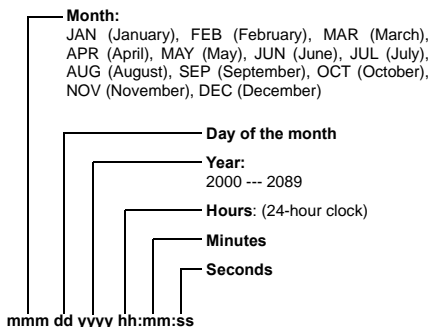 Month:
JAN (January), FEB (February), MAR (March),
APR (April), MAY (May), JUN (June), JUL (July),
AUG (August), SEP (September), OCT (October),
NOV (November), DEC (December)
Day of the month
Year:
2000 --- 2089
Hours: (24-hour clock)
Minutes
Seconds
mmm dd yyyy hh:mm:ss